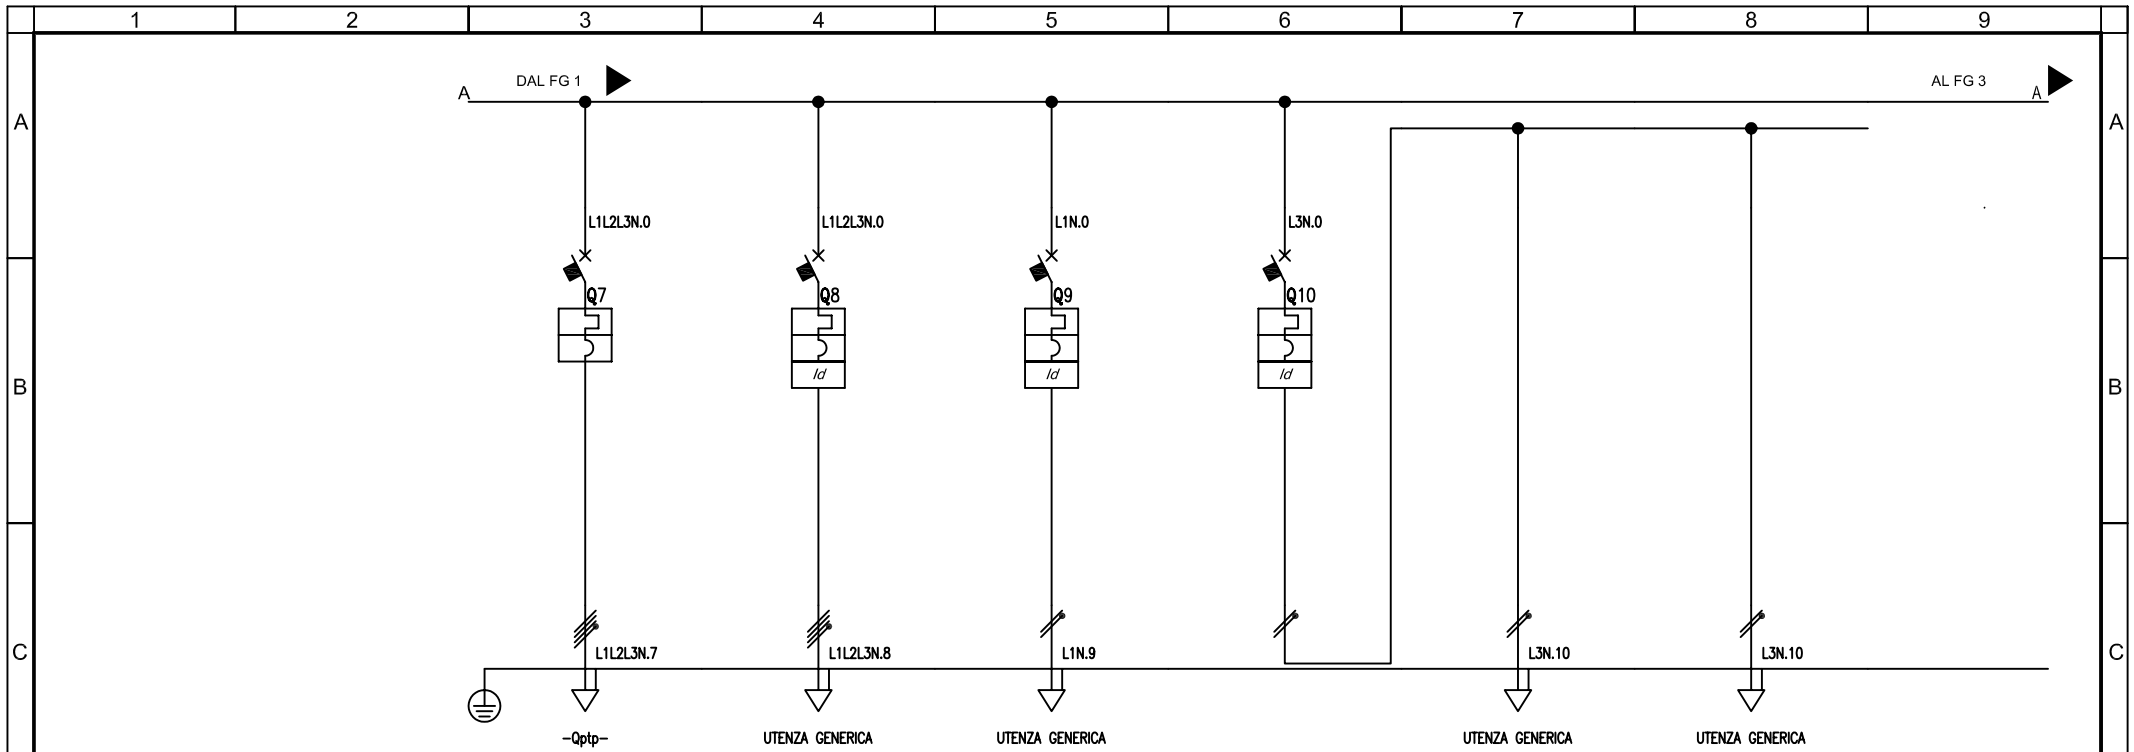 1 2 3 4 5 6 7 8 9
DAL FG 1 AL FG 3
A A
A A
L1L2L3N.0 L1L2L3N.0 L1N.0 L3N.0
Q7 Q8 Q9 Q10
Id Id Id
B B
L1L2L3N.7 L1L2L3N.8 L1N.9 L3N.10 L3N.10
C C
-Qptp- UTENZA GENERICA UTENZA GENERICA UTENZA GENERICA UTENZA GENERICA